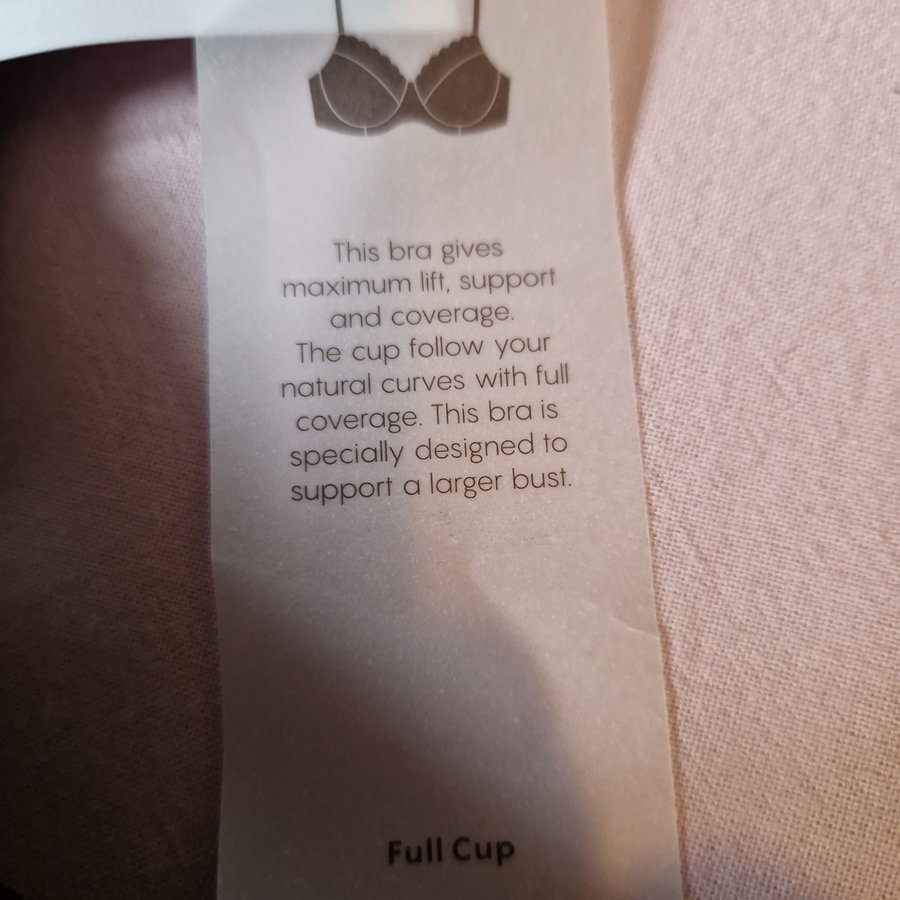 This bra gives
maximum lift, support
and coverage.
The cup follow your
natural curves with full
coverage. This bra is
specially designed to
support a larger bust.
Full Cup